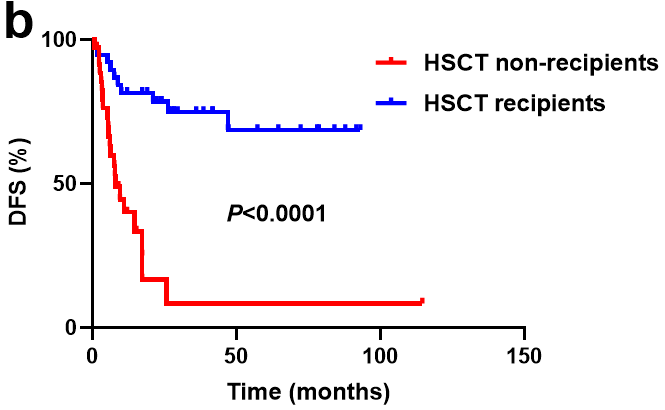 b
100
HSCT non-recipients
HSCT recipients
DFS (%)
50
P<0.0001
0
0 50 100 150
Time (months)